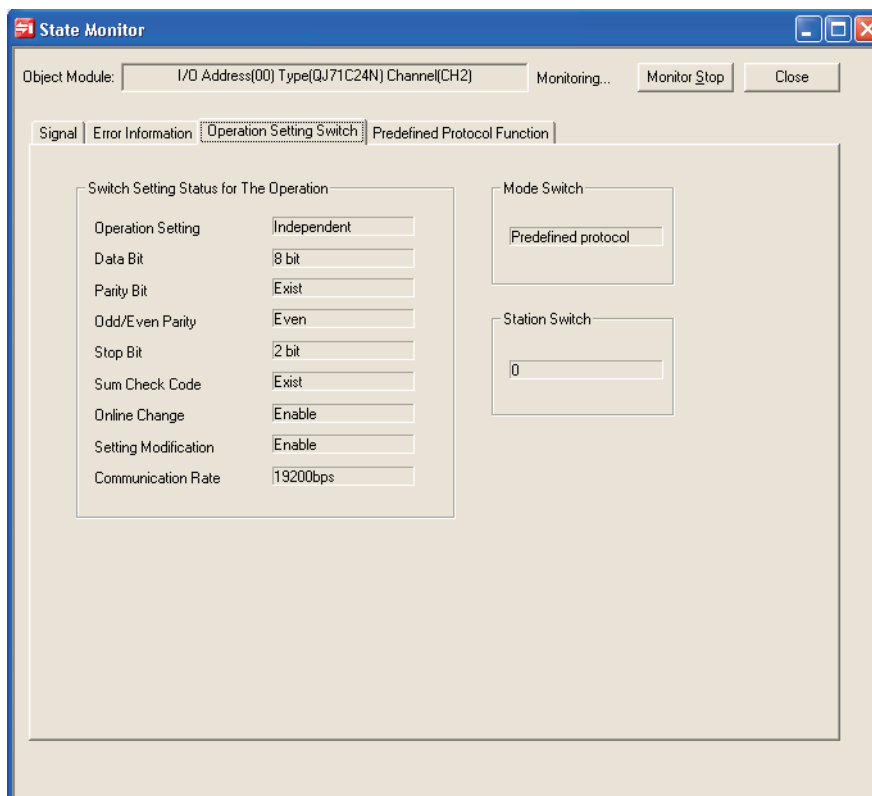 State Monitor
Object Module: I/O Address(00) Type(QJ71C24N) Channel(CH2) Monitoring... Monitor Stop Close
Signal Error Information Operation Setting Switch Predefined Protocol Function
Switch Setting Status for The Operation
Operation Setting Independent
Data Bit 8 bit
Parity Bit Exist
Odd/Even Parity Even
Stop Bit 2 bit
Sum Check Code Exist
Online Change Enable
Setting Modification Enable
Communication Rate 19200bps
Mode Switch
Predefined protocol
Station Switch
0